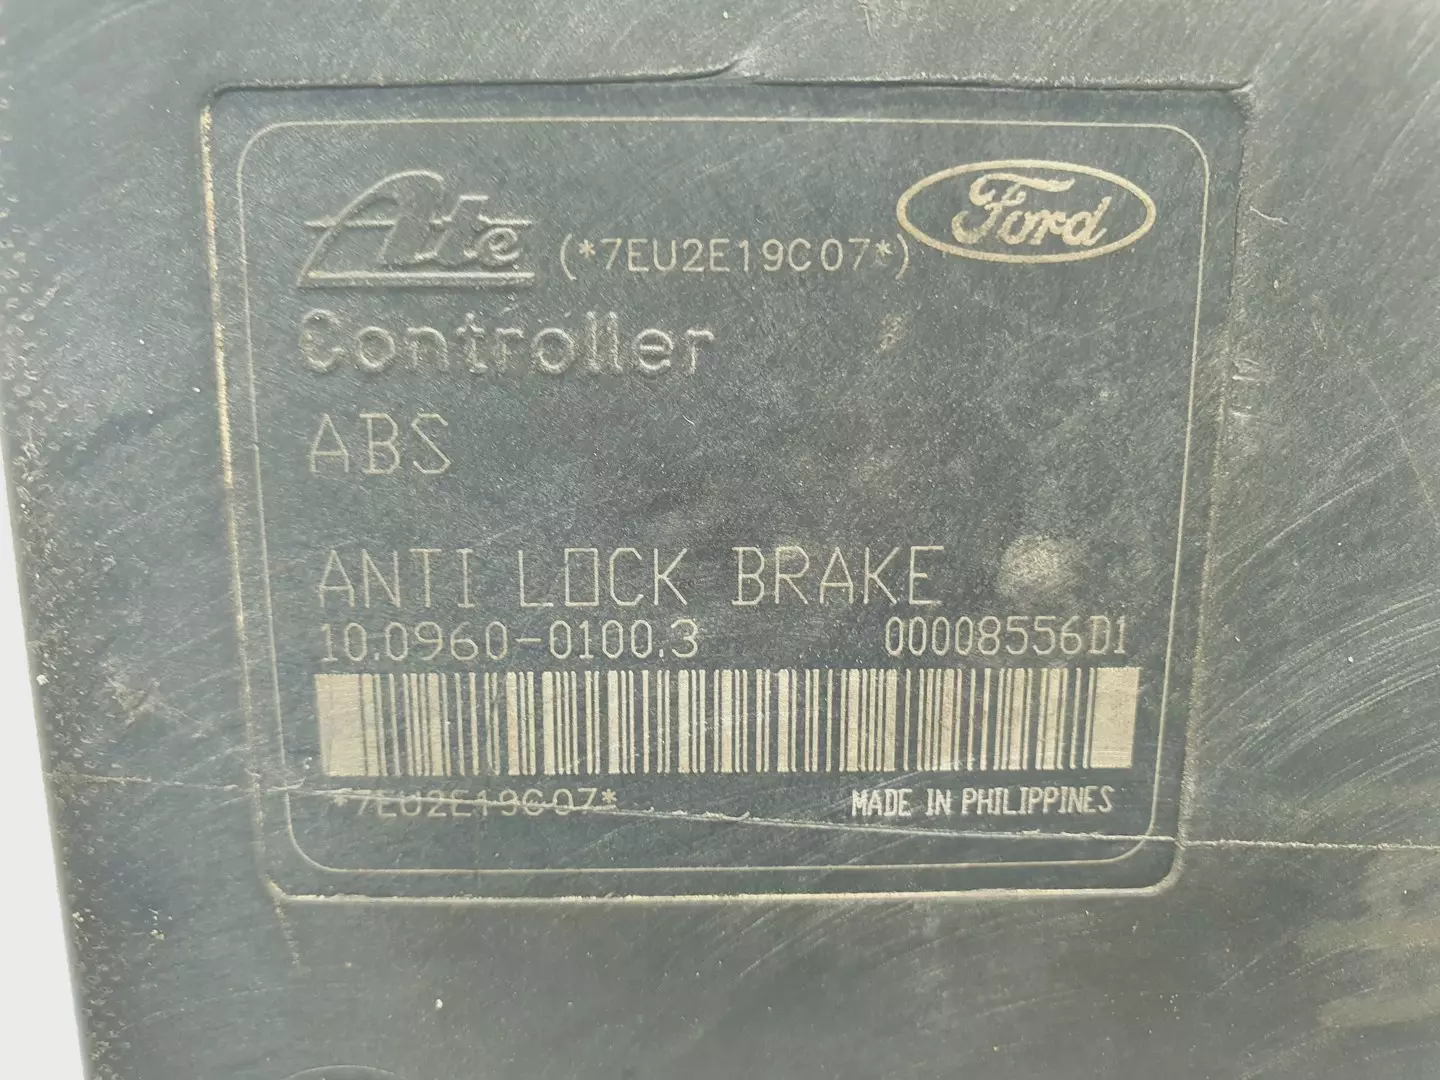 Ate (*7EU2E19C07*) Ford
Controller
ABS
ANTI LOCK BRAKE
10.0960-0100.3 00008556D1
*7EU2E19C07* MADE IN PHILIPPINES